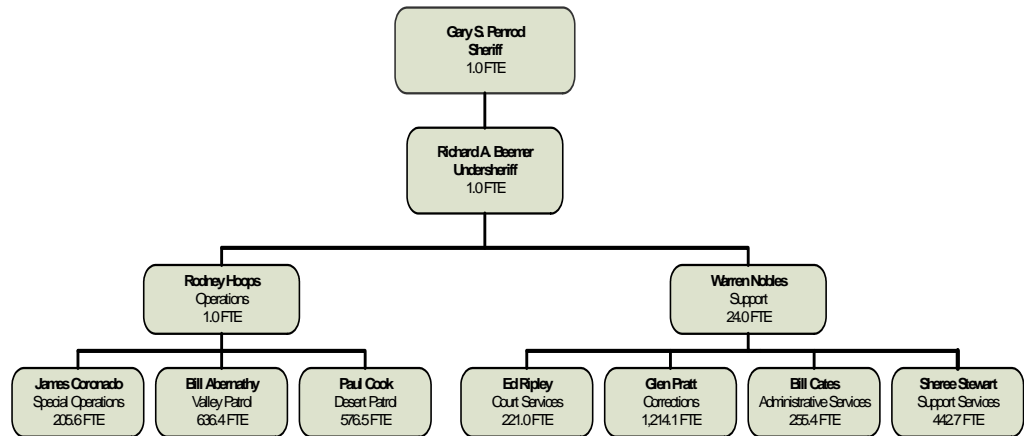 Gary S. Penrod
Sheriff
1.0 FTE
Richard A. Beemer
Undersheriff
1.0 FTE
Rodney Hoops
Operations
1.0 FTE
Warren Nobles
Support
24.0 FTE
James Coronado
Special Operations
205.6 FTE
Bill Abernathy
Valley Patrol
636.4 FTE
Paul Cook
Desert Patrol
576.5 FTE
Ed Ripley
Court Services
221.0 FTE
Glen Pratt
Corrections
1,214.1 FTE
Bill Cates
Administrative Services
255.4 FTE
Sheree Stewart
Support Services
442.7 FTE